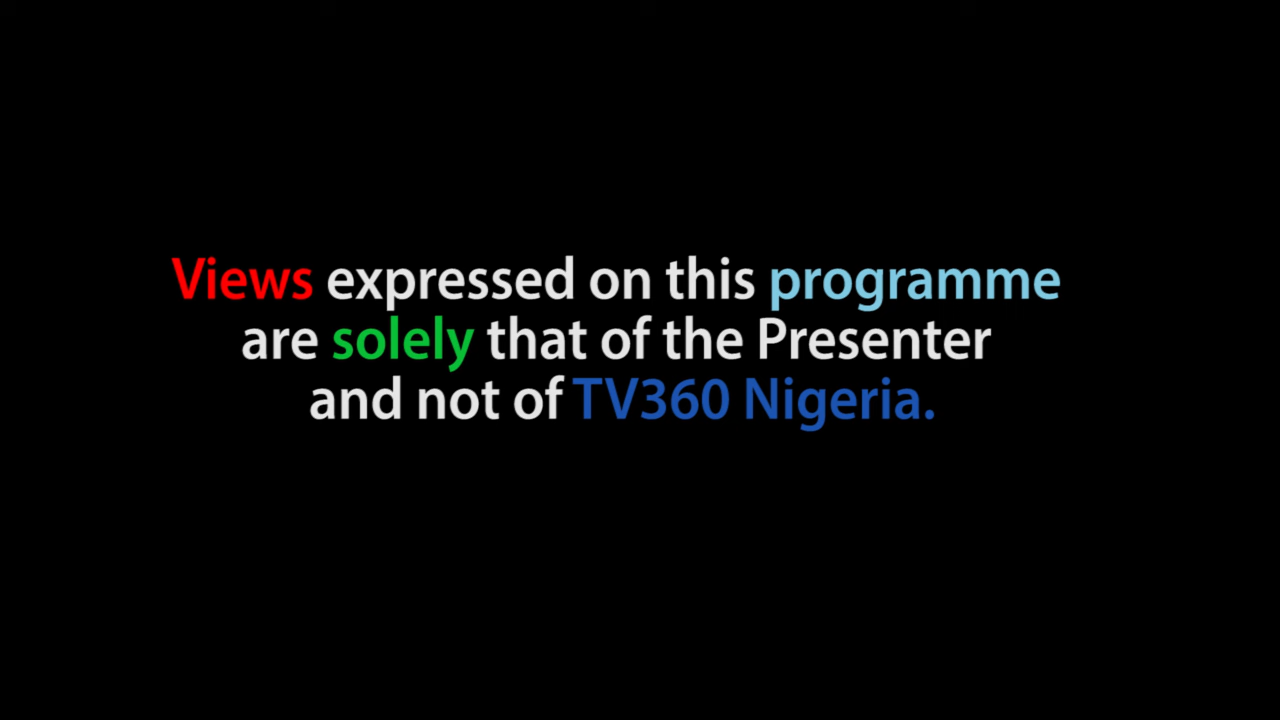 Views expressed on this programme
are solely that of the Presenter
and not of TV360 Nigeria.